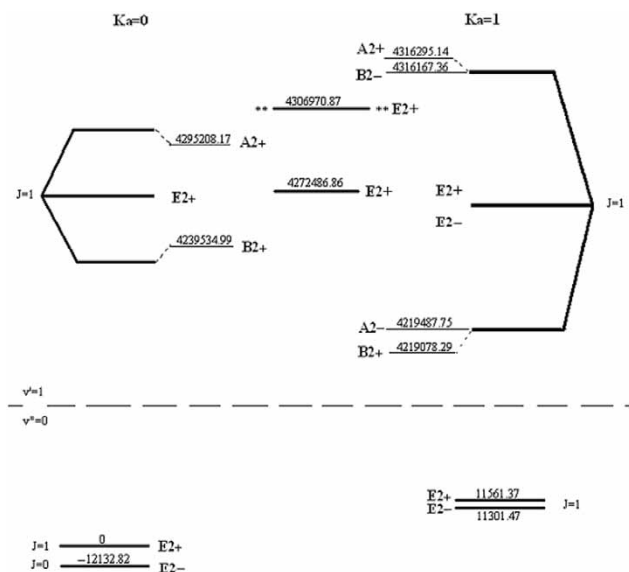 Ka=0
Ka=1
A2+ 4316295.14
B2− 4316167.36
** 4306970.87 ** E2+
4295208.17 A2+
J=1 E2+
4272486.86 E2+
E2+
E2−
J=1
4239534.99 B2+
A2− 4219487.75
B2+ 4219078.29
v'=1
v"=0
E2+ 11561.37
E2− 11301.47
J=1
J=1 0 E2+
J=0 −12132.82 E2−